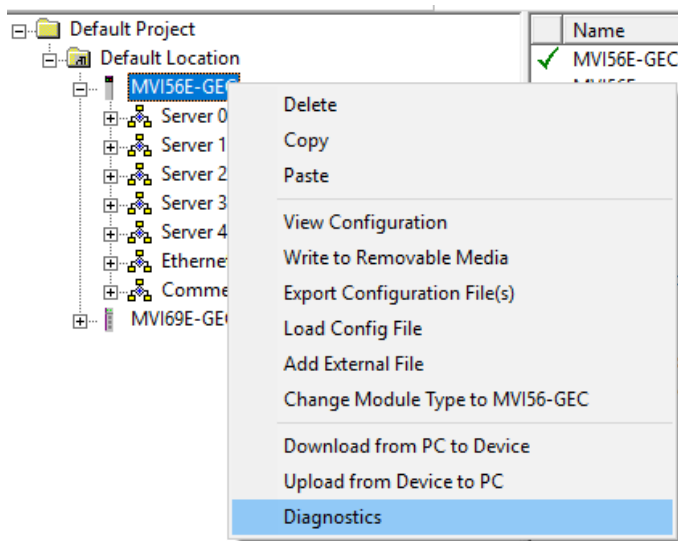 Default Project
Default Location
MVI56E-GEC
Server 0
Server 1
Server 2
Server 3
Server 4
MVI69E-GEC
Name
MVI56E-GEC
Delete
Copy
Paste
View Configuration
Write to Removable Media
Export Configuration File(s)
Load Config File
Add External File
Change Module Type to MVI56-GEC
Download from PC to Device
Upload from Device to PC
Diagnostics